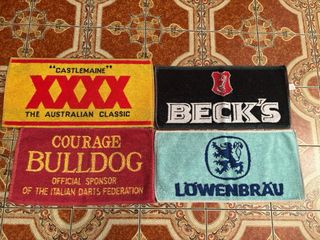 "CASTLEMAINE"
XXXX
THE AUSTRALIAN CLASSIC
BECK'S
COURAGE
BULLDOG
OFFICIAL SPONSOR
OF THE ITALIAN DARTS FEDERATION
LÖWENBRÄU